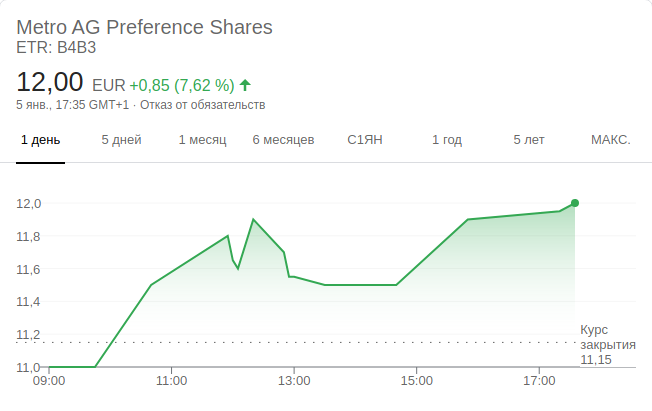 Metro AG Preference Shares
ETR: B4B3
12,00 EUR +0,85 (7,62 %)
5 янв., 17:35 GMT+1 · Отказ от обязательств
1 день 5 дней 1 месяц 6 месяцев С1ЯН 1 год 5 лет МАКС.
12,0
11,8
11,6
11,4
11,2
11,0
Курс
закрытия
11,15
09:00 11:00 13:00 15:00 17:00